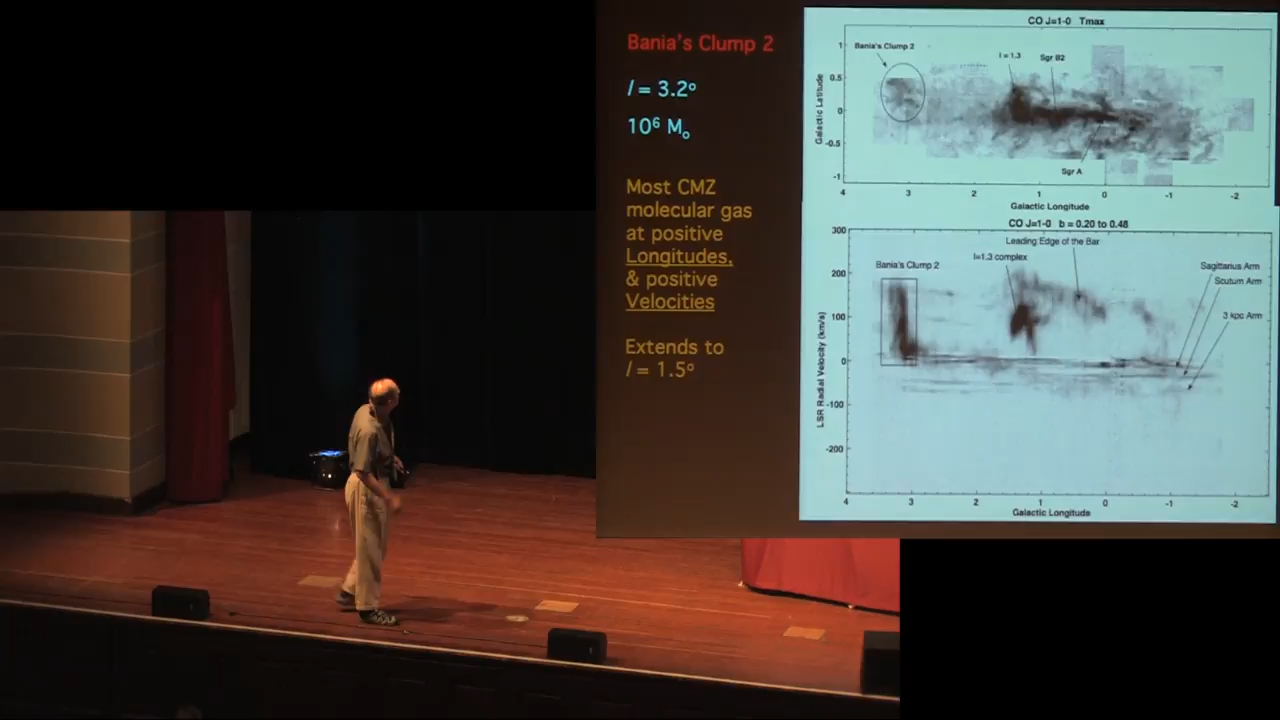 Bania's Clump 2
l = 3.2º
10⁶ Mₒ
Most CMZ
molecular gas
at positive
Longitudes,
& positive
Velocities
Extends to
l = 1.5º
CO J=1-0 Tmax
Bania's Clump 2
l = 1.3
Sgr B2
Sgr A
Galactic Latitude
1
0.5
0
-0.5
-1
4 3 2 1 0 -1 -2
Galactic Longitude
CO J=1-0 b = 0.20 to 0.48
Leading Edge of the Bar
l=1.3 complex
Bania's Clump 2
Sagittarius Arm
Scutum Arm
3 kpc Arm
LSR Radial Velocity (km/s)
300
200
100
0
-100
-200
4 3 2 1 0 -1 -2
Galactic Longitude